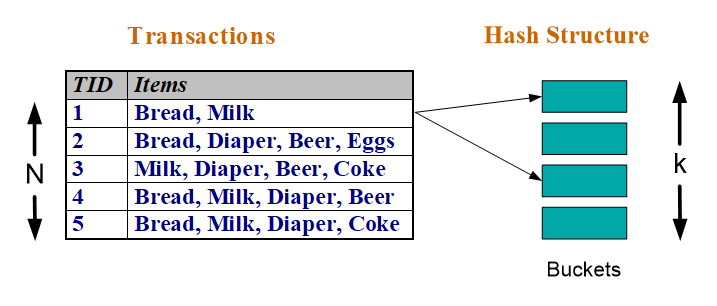 Transactions
Hash Structure
TID Items
1 Bread, Milk
2 Bread, Diaper, Beer, Eggs
3 Milk, Diaper, Beer, Coke
4 Bread, Milk, Diaper, Beer
5 Bread, Milk, Diaper, Coke
N
k
Buckets